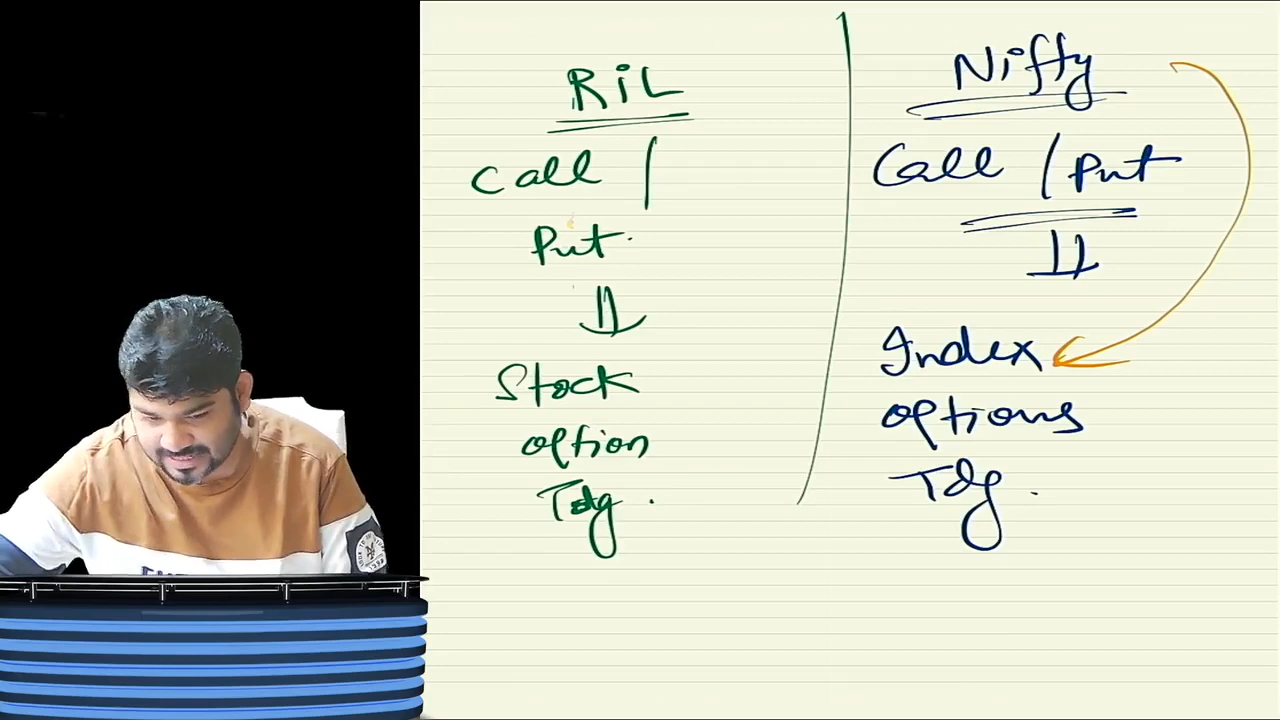 RiL
Call /
Put.
⇓
Stock
option
Tdg.
Nifty
Call / Put
⇓
Index
options
Tdg.